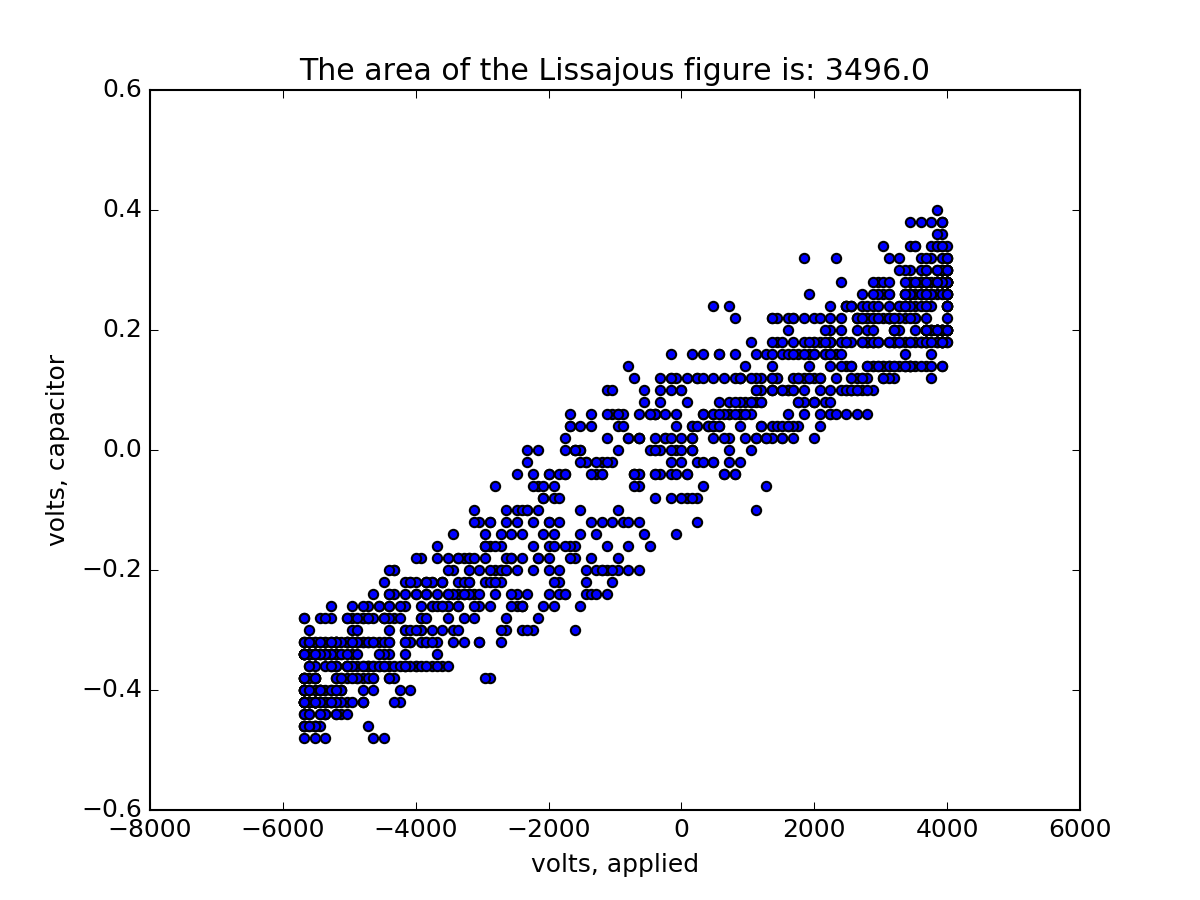 The area of the Lissajous figure is: 3496.0
0.6
0.4
0.2
0.0
−0.2
−0.4
−0.6
volts, capacitor
−8000 −6000 −4000 −2000 0 2000 4000 6000
volts, applied